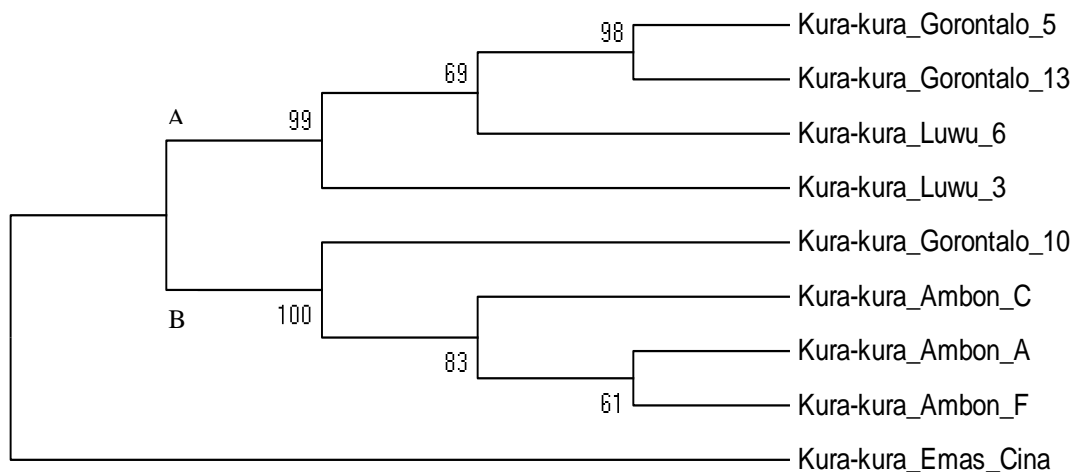 98 Kura-kura_Gorontalo_5
69 Kura-kura_Gorontalo_13
A
99 Kura-kura_Luwu_6
Kura-kura_Luwu_3
Kura-kura_Gorontalo_10
B 100 Kura-kura_Ambon_C
83 Kura-kura_Ambon_A
61 Kura-kura_Ambon_F
Kura-kura_Emas_Cina